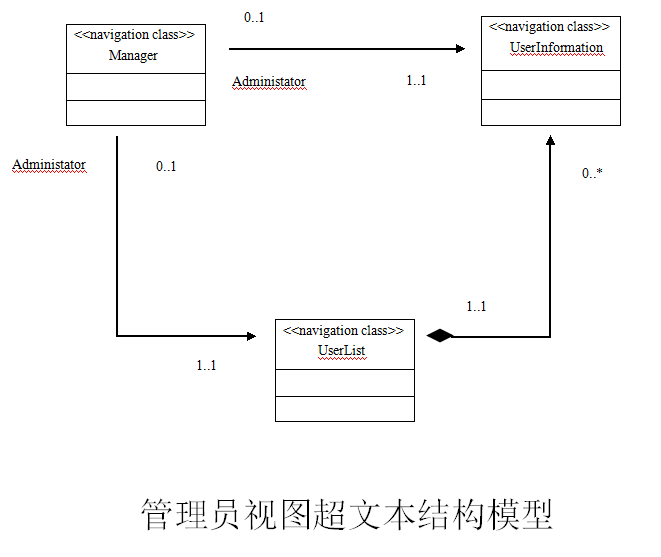 0..1
<<navigation class>>
Manager
<<navigation class>>
UserInformation
Administator
1..1
Administator
0..1
0..*
1..1
<<navigation class>>
UserList
1..1
管理员视图超文本结构模型